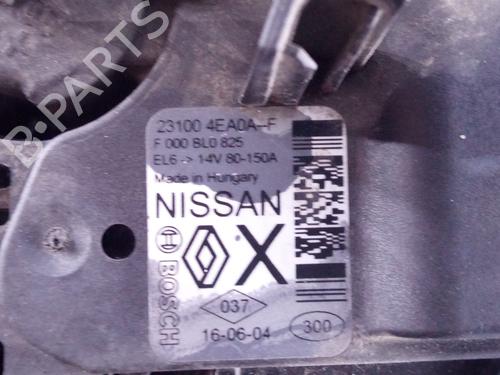 B-PARTS
23100 4EA0A--F
F 000 BL0 825
EL6 -> 14V 80-150A
Made in Hungary
NISSAN
BOSCH
X
037
16-06-04
300